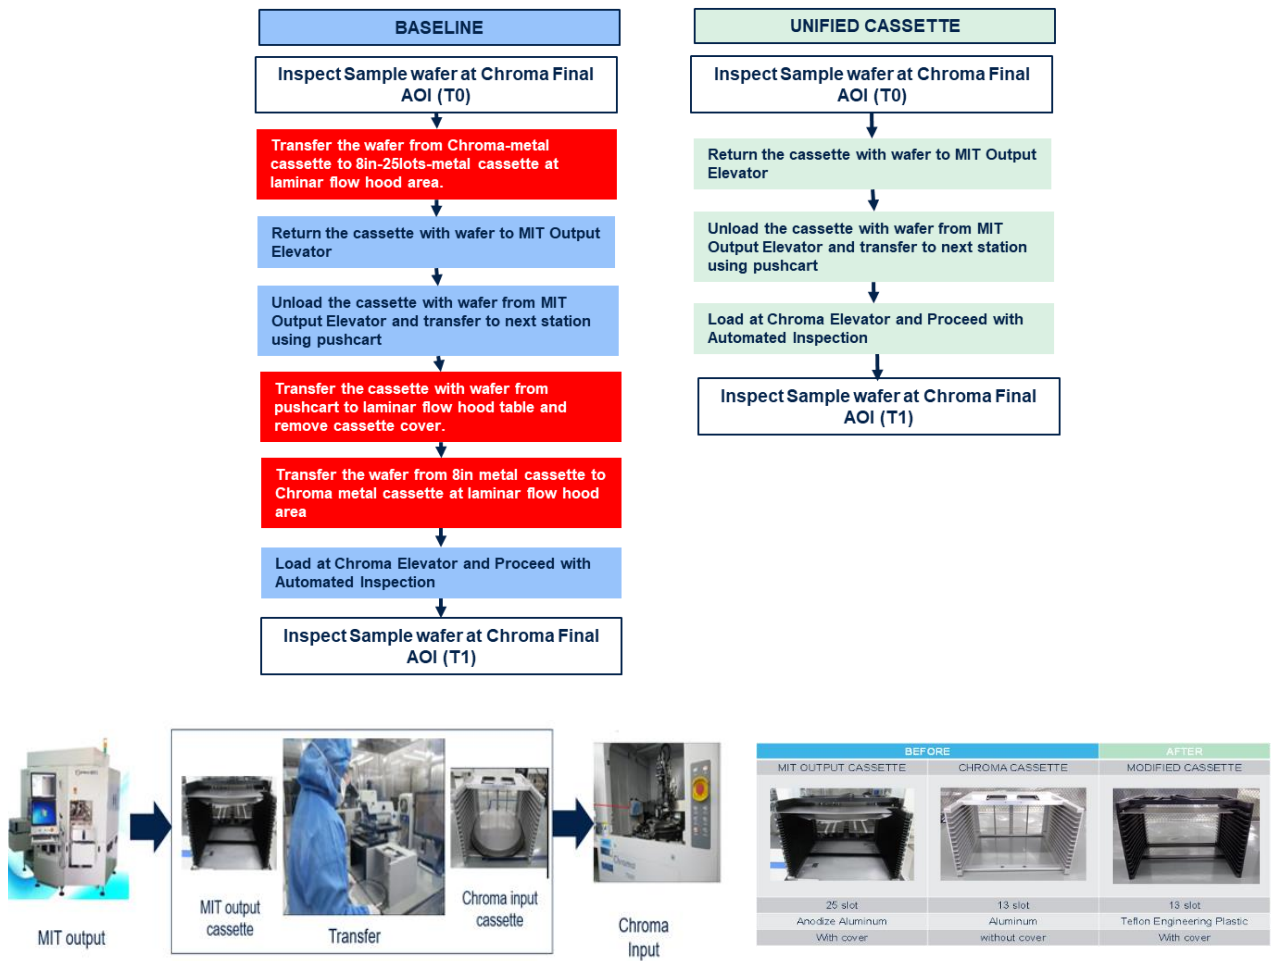 BASELINE
Inspect Sample wafer at Chroma Final
AOI (T0)
Transfer the wafer from Chroma-metal
cassette to 8in-25lots-metal cassette at
laminar flow hood area.
Return the cassette with wafer to MIT Output
Elevator
Unload the cassette with wafer from MIT
Output Elevator and transfer to next station
using pushcart
Transfer the cassette with wafer from
pushcart to laminar flow hood table and
remove cassette cover.
Transfer the wafer from 8in metal cassette to
Chroma metal cassette at laminar flow hood
area
Load at Chroma Elevator and Proceed with
Automated Inspection
Inspect Sample wafer at Chroma Final
AOI (T1)
UNIFIED CASSETTE
Inspect Sample wafer at Chroma Final
AOI (T0)
Return the cassette with wafer to MIT Output
Elevator
Unload the cassette with wafer from MIT
Output Elevator and transfer to next station
using pushcart
Load at Chroma Elevator and Proceed with
Automated Inspection
Inspect Sample wafer at Chroma Final
AOI (T1)
MIT output
MIT output
cassette
Transfer
Chroma input
cassette
Chroma
Chroma
Input
BEFORE AFTER
MIT OUTPUT CASSETTE CHROMA CASSETTE MODIFIED CASSETTE
25 slot 13 slot 13 slot
Anodize Aluminum Aluminum Teflon Engineering Plastic
With cover without cover With cover